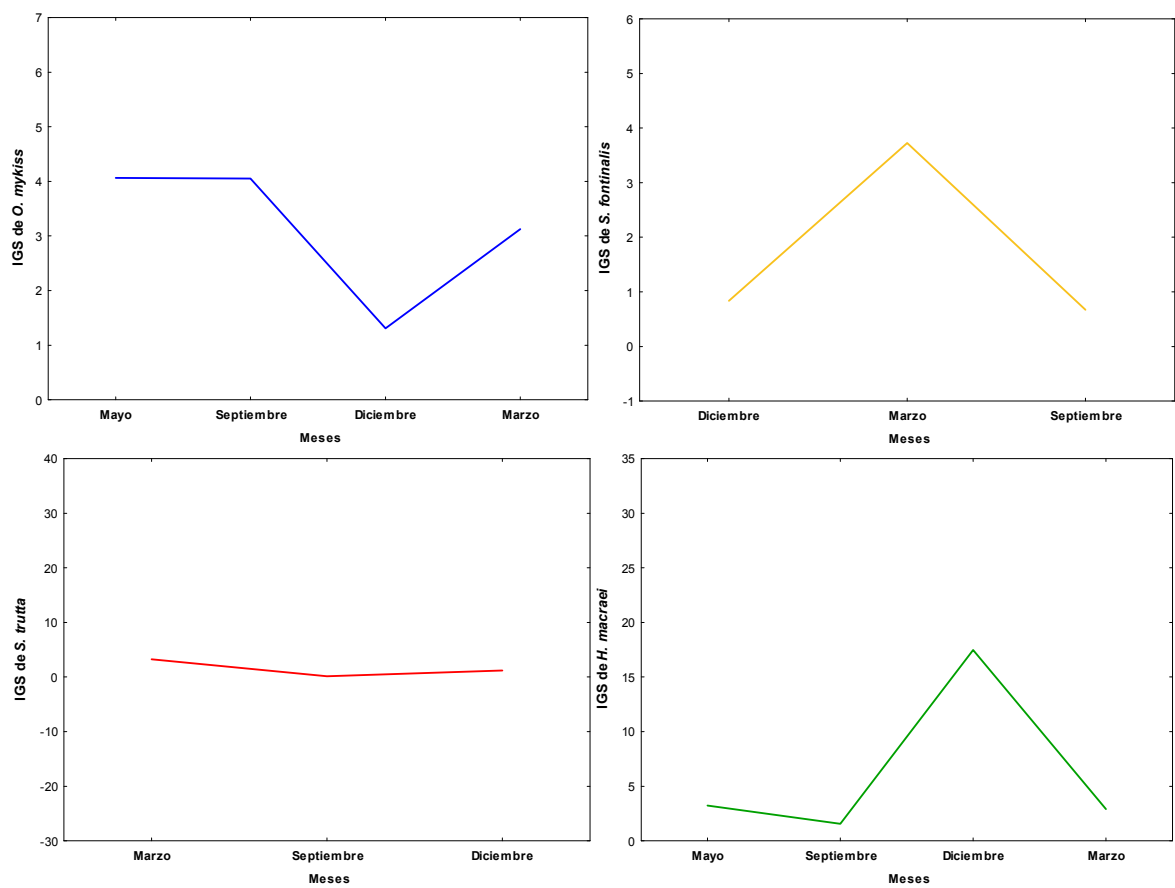 IGS de O. mykiss
7
6
5
4
3
2
1
0
Mayo Septiembre Diciembre Marzo
Meses
IGS de S. fontinalis
6
5
4
3
2
1
0
-1
Diciembre Marzo Septiembre
Meses
IGS de S. trutta
40
30
20
10
0
-10
-20
-30
Marzo Septiembre Diciembre
Meses
IGS de H. macraei
35
30
25
20
15
10
5
0
Mayo Septiembre Diciembre Marzo
Meses